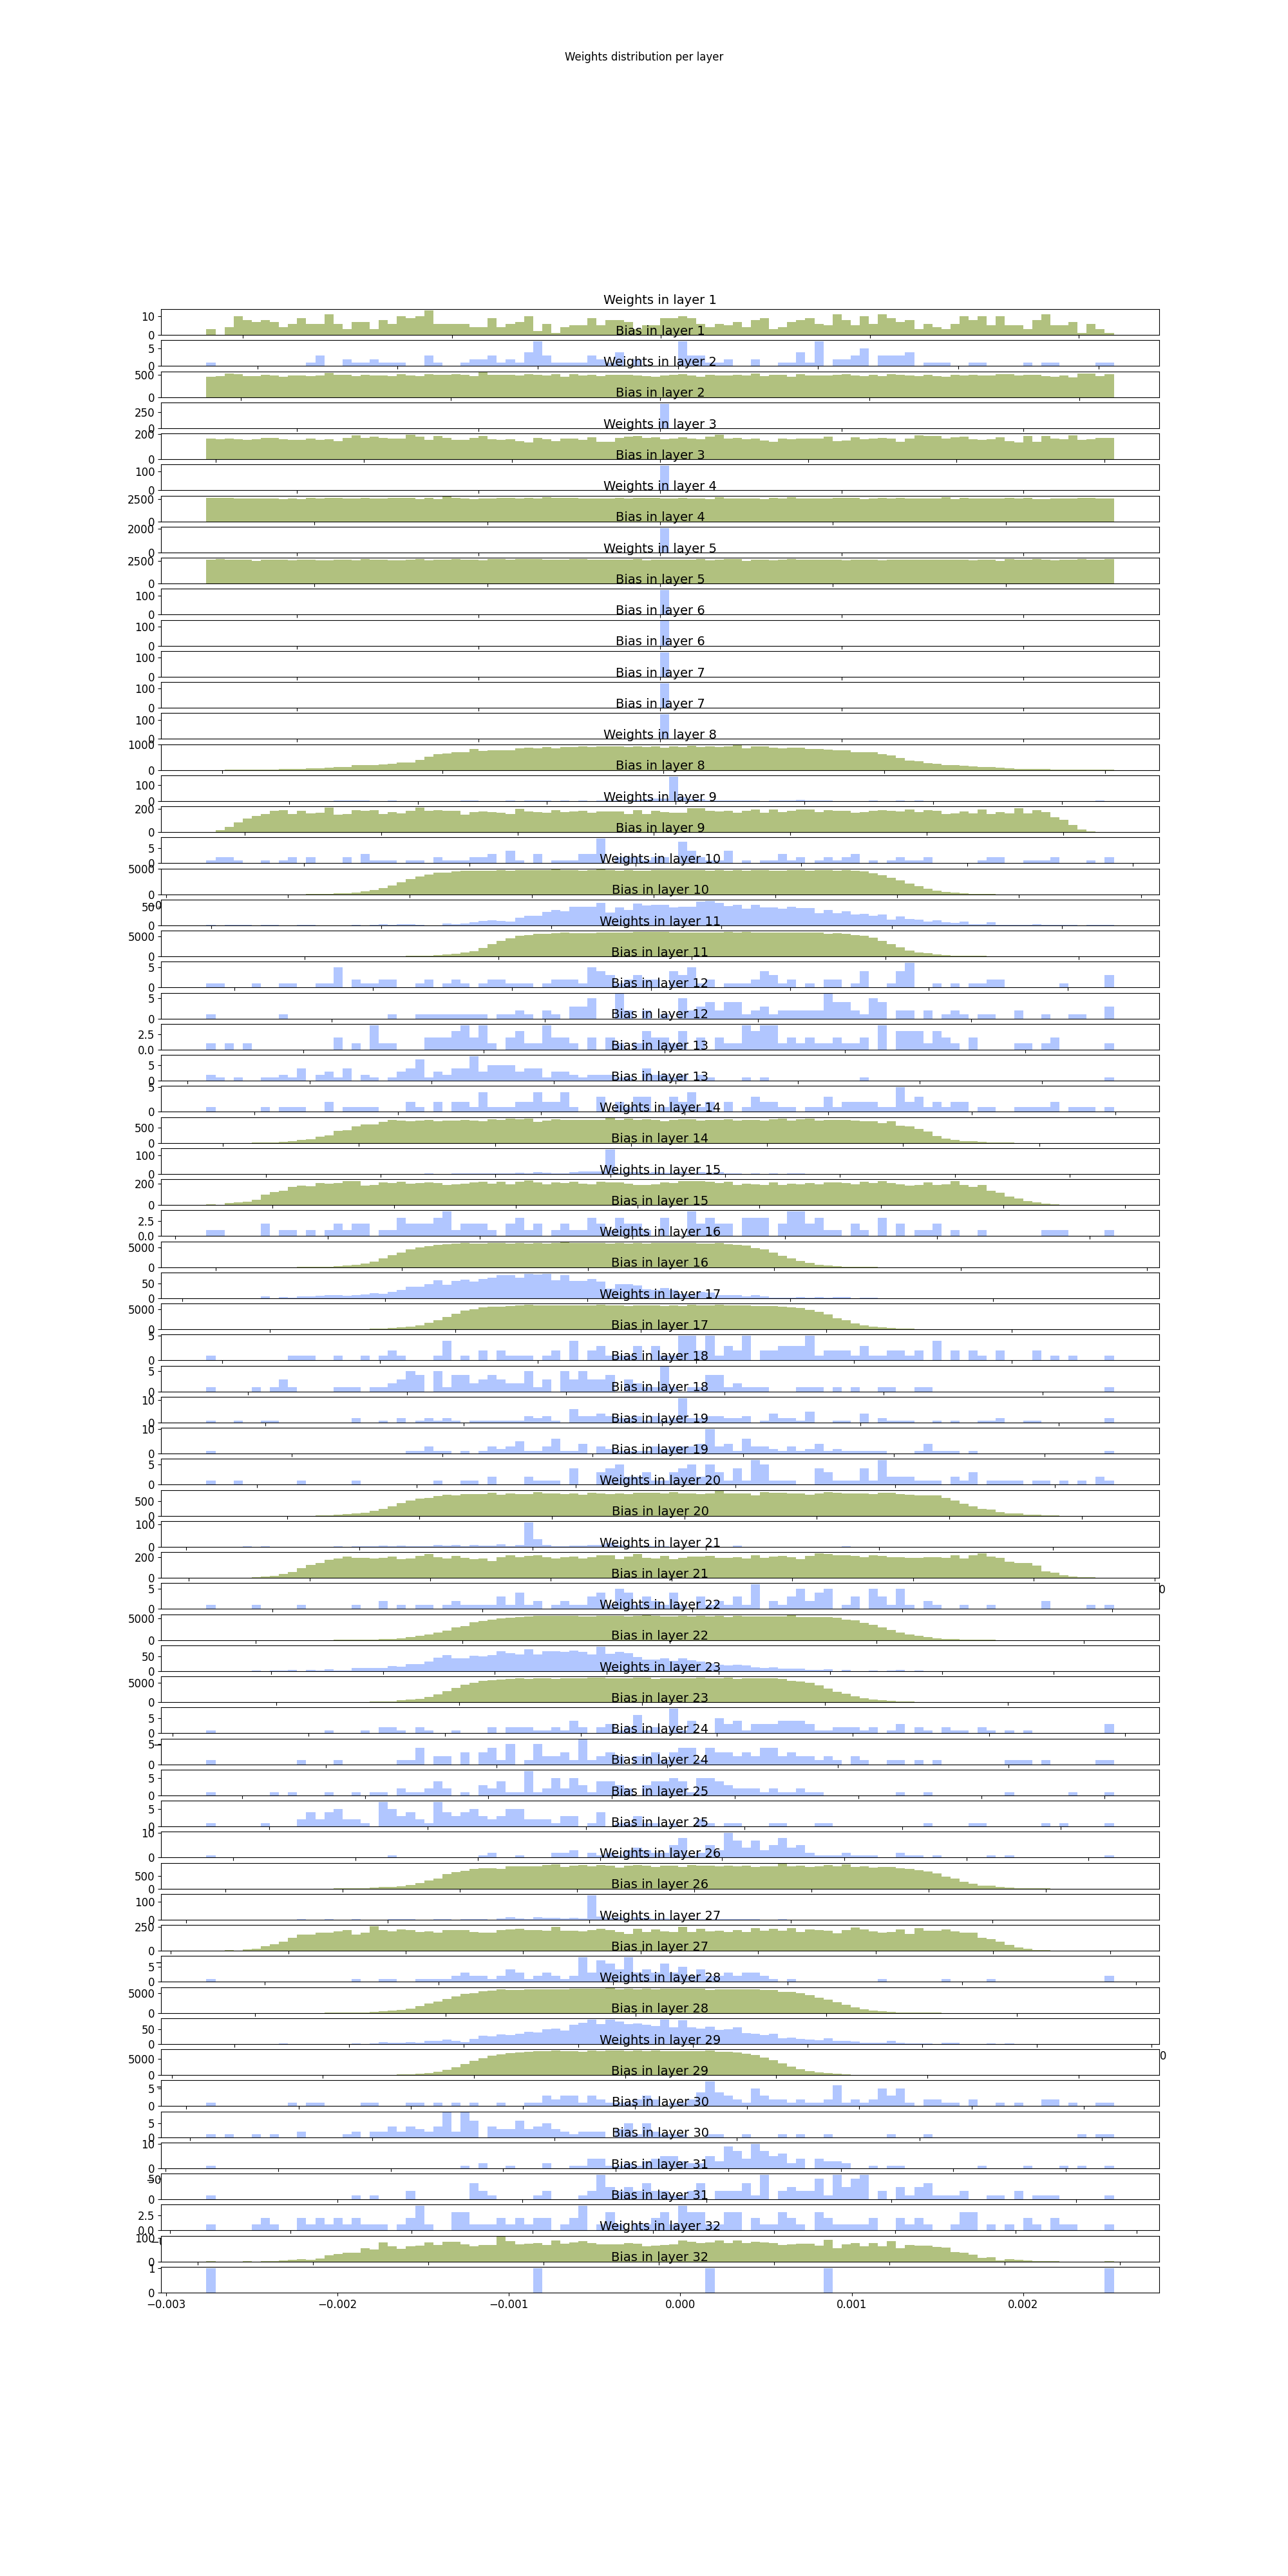 Weights distribution per layer
Weights in layer 1
10
0
Bias in layer 1
5
0
Weights in layer 2
500
0
Bias in layer 2
250
0
Weights in layer 3
200
0
Bias in layer 3
100
0
Weights in layer 4
2500
0
Bias in layer 4
2000
0
Weights in layer 5
2500
0
Bias in layer 5
100
0
Bias in layer 6
100
0
Bias in layer 6
100
0
Bias in layer 7
100
0
Bias in layer 7
100
0
Weights in layer 8
1000
0
Bias in layer 8
100
0
Weights in layer 9
200
0
Bias in layer 9
5
0
Weights in layer 10
5000
0
Bias in layer 10
50
0
Weights in layer 11
5000
0
Bias in layer 11
5
0
Bias in layer 12
5
0
Bias in layer 12
2.5
0.0
Bias in layer 13
5
0
Bias in layer 13
5
0
Weights in layer 14
500
0
Bias in layer 14
100
0
Weights in layer 15
200
0
Bias in layer 15
2.5
0.0
Weights in layer 16
5000
0
Bias in layer 16
50
0
Weights in layer 17
5000
0
Bias in layer 17
5
0
Bias in layer 18
5
0
Bias in layer 18
10
0
Bias in layer 19
10
0
Bias in layer 19
5
0
Weights in layer 20
500
0
Bias in layer 20
100
0
Weights in layer 21
200
0
Bias in layer 21
5
0
Weights in layer 22
5000
0
Bias in layer 22
50
0
Weights in layer 23
5000
0
Bias in layer 23
5
0
Bias in layer 24
5
0
Bias in layer 24
5
0
Bias in layer 25
5
0
Bias in layer 25
10
0
Weights in layer 26
500
0
Bias in layer 26
100
0
Weights in layer 27
250
0
Bias in layer 27
5
0
Weights in layer 28
5000
0
Bias in layer 28
50
0
Weights in layer 29
5000
0
Bias in layer 29
5
0
Bias in layer 30
5
0
Bias in layer 30
10
0
Bias in layer 31
0
Bias in layer 31
2.5
0.0
Weights in layer 32
100
0
Bias in layer 32
1
0
−0.003 −0.002 −0.001 0.000 0.001 0.002